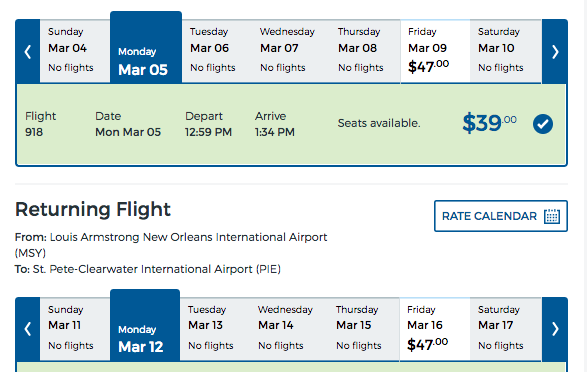 Sunday Monday Tuesday Wednesday Thursday Friday Saturday
Mar 04 Mar 05 Mar 06 Mar 07 Mar 08 Mar 09 Mar 10
No flights No flights No flights No flights $47.00 No flights
Flight Date Depart Arrive
918 Mon Mar 05 12:59 PM 1:34 PM Seats available. $39.00
Returning Flight
RATE CALENDAR
From: Louis Armstrong New Orleans International Airport
(MSY)
To: St. Pete-Clearwater International Airport (PIE)
Sunday Monday Tuesday Wednesday Thursday Friday Saturday
Mar 11 Mar 12 Mar 13 Mar 14 Mar 15 Mar 16 Mar 17
No flights No flights No flights No flights $47.00 No flights